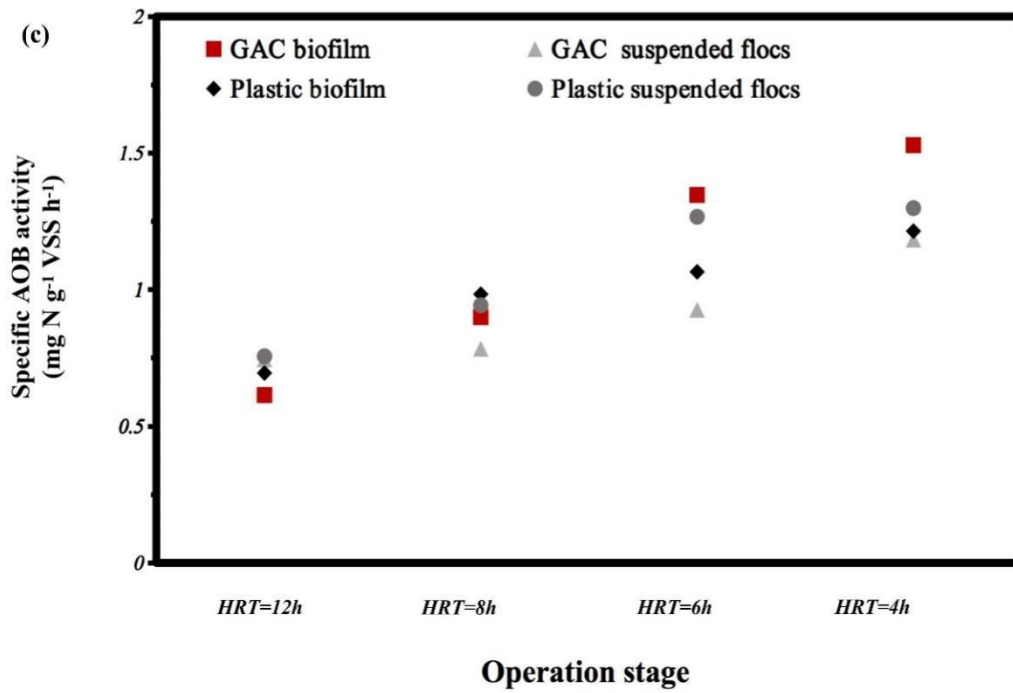 (c)
GAC biofilm
GAC suspended flocs
Plastic biofilm
Plastic suspended flocs
Specific AOB activity
(mg N g⁻¹ VSS h⁻¹)
2
1.5
1
0.5
0
HRT=12h
HRT=8h
HRT=6h
HRT=4h
Operation stage